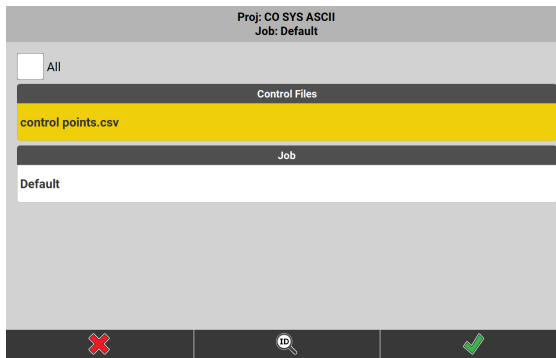 Proj: CO SYS ASCII
Job: Default
All
Control Files
control points.csv
Job
Default
ID